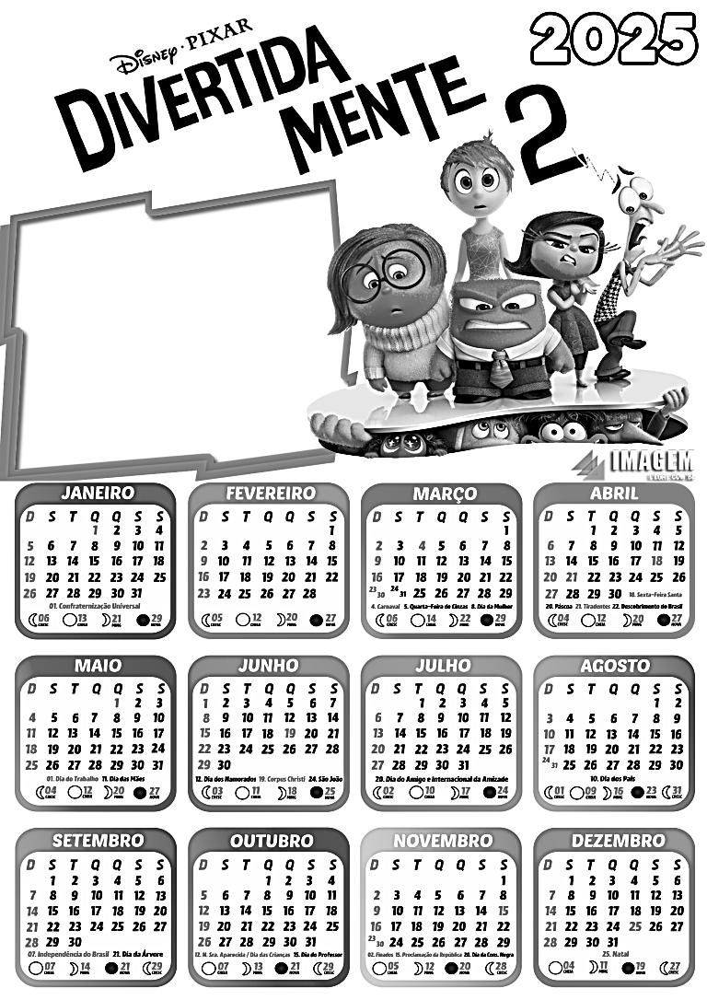 Disney · PIXAR
2025
DIVERTIDA
MENTE 2
IMAGEM
JANEIRO
D S T Q Q S S
1 2 3 4
5 6 7 8 9 10 11
12 13 14 15 16 17 18
19 20 21 22 23 24 25
26 27 28 29 30 31
01. Confraternização Universal
06 CRESC 13 CHEIA 21 MING 29 NOVA
FEVEREIRO
D S T Q Q S S
1
2 3 4 5 6 7 8
9 10 11 12 13 14 15
16 17 18 19 20 21 22
23 24 25 26 27 28
05 CRESC 12 CHEIA 20 MING 27 NOVA
MARÇO
D S T Q Q S S
1
2 3 4 5 6 7 8
9 10 11 12 13 14 15
16 17 18 19 20 21 22
23 30 24 31 25 26 27 28 29
4. Carnaval 5. Quarta-Feira de Cinzas 8. Dia da Mulher
06 CRESC 14 CHEIA 22 MING 29 NOVA
ABRIL
D S T Q Q S S
1 2 3 4 5
6 7 8 9 10 11 12
13 14 15 16 17 18 19
20 21 22 23 24 25 26
27 28 29 30 18. Sexta-Feira Santa
20. Páscoa 21. Tiradentes 22. Descobrimento do Brasil
04 CRESC 12 CHEIA 20 MING 27 NOVA
MAIO
D S T Q Q S S
1 2 3
4 5 6 7 8 9 10
11 12 13 14 15 16 17
18 19 20 21 22 23 24
25 26 27 28 29 30 31
01. Dia do Trabalho 11. Dia das Mães
04 CRESC 12 CHEIA 20 MING 27 NOVA
JUNHO
D S T Q Q S S
1 2 3 4 5 6 7
8 9 10 11 12 13 14
15 16 17 18 19 20 21
22 23 24 25 26 27 28
29 30
12. Dia dos Namorados 19. Corpus Christi 24. São João
03 CRESC 11 CHEIA 18 MING 25 NOVA
JULHO
D S T Q Q S S
1 2 3 4 5
6 7 8 9 10 11 12
13 14 15 16 17 18 19
20 21 22 23 24 25 26
27 28 29 30 31
20. Dia do Amigo e Internacional da Amizade
02 CRESC 10 CHEIA 17 MING 24 NOVA
AGOSTO
D S T Q Q S S
1 2
3 4 5 6 7 8 9
10 11 12 13 14 15 16
17 18 19 20 21 22 23
24 31 25 26 27 28 29 30
10. Dia dos Pais
01 CRESC 09 CHEIA 16 MING 23 NOVA 31 CRESC
SETEMBRO
D S T Q Q S S
1 2 3 4 5 6
7 8 9 10 11 12 13
14 15 16 17 18 19 20
21 22 23 24 25 26 27
28 29 30
07. Independência do Brasil 21. Dia da Árvore
07 CHEIA 14 MING 21 NOVA 29 CRESC
OUTUBRO
D S T Q Q S S
1 2 3 4
5 6 7 8 9 10 11
12 13 14 15 16 17 18
19 20 21 22 23 24 25
26 27 28 29 30 31
12. N. Sra. Aparecida / Dia das Crianças 15. Dia do Professor
07 CHEIA 13 MING 21 NOVA 29 CRESC
NOVEMBRO
D S T Q Q S S
1
2 3 4 5 6 7 8
9 10 11 12 13 14 15
16 17 18 19 20 21 22
23 30 24 25 26 27 28 29
02. Finados 15. Proclamação da República 20. Dia da Cons. Negra
05 CHEIA 12 MING 20 NOVA 28 CRESC
DEZEMBRO
D S T Q Q S S
1 2 3 4 5 6
7 8 9 10 11 12 13
14 15 16 17 18 19 20
21 22 23 24 25 26 27
28 29 30 31
25. Natal
04 CHEIA 11 MING 19 NOVA 27 CRESC